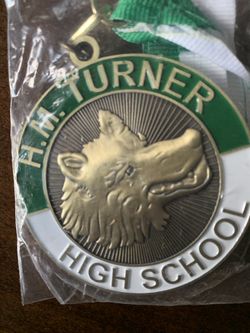 H.M. TURNER
HIGH SCHOOL